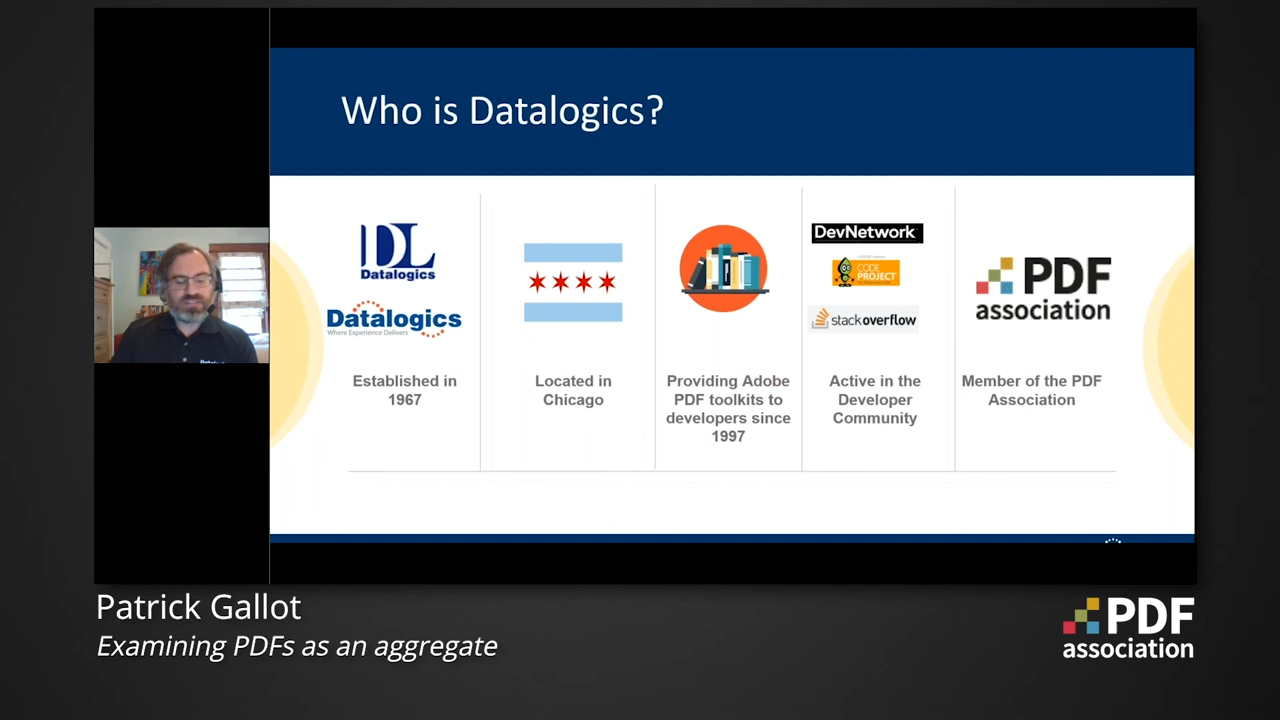 Who is Datalogics?
DL
Datalogics
Datalogics
Where Experience Delivers
Established in
1967
Located in
Chicago
Providing Adobe
PDF toolkits to
developers since
1997
DevNetwork
CODE
PROJECT
stackoverflow
Active in the
Developer
Community
PDF
association
Member of the PDF
Association
Patrick Gallot
Examining PDFs as an aggregate
PDF
association